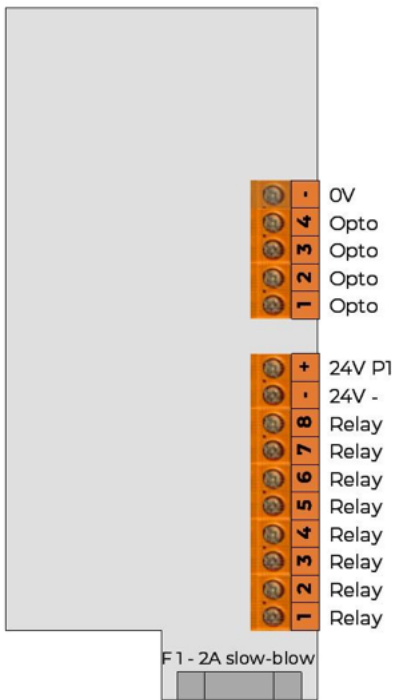 - 0V
4 Opto
3 Opto
2 Opto
1 Opto
+ 24V P1
- 24V -
8 Relay
7 Relay
6 Relay
5 Relay
4 Relay
3 Relay
2 Relay
1 Relay
F 1 - 2A slow-blow